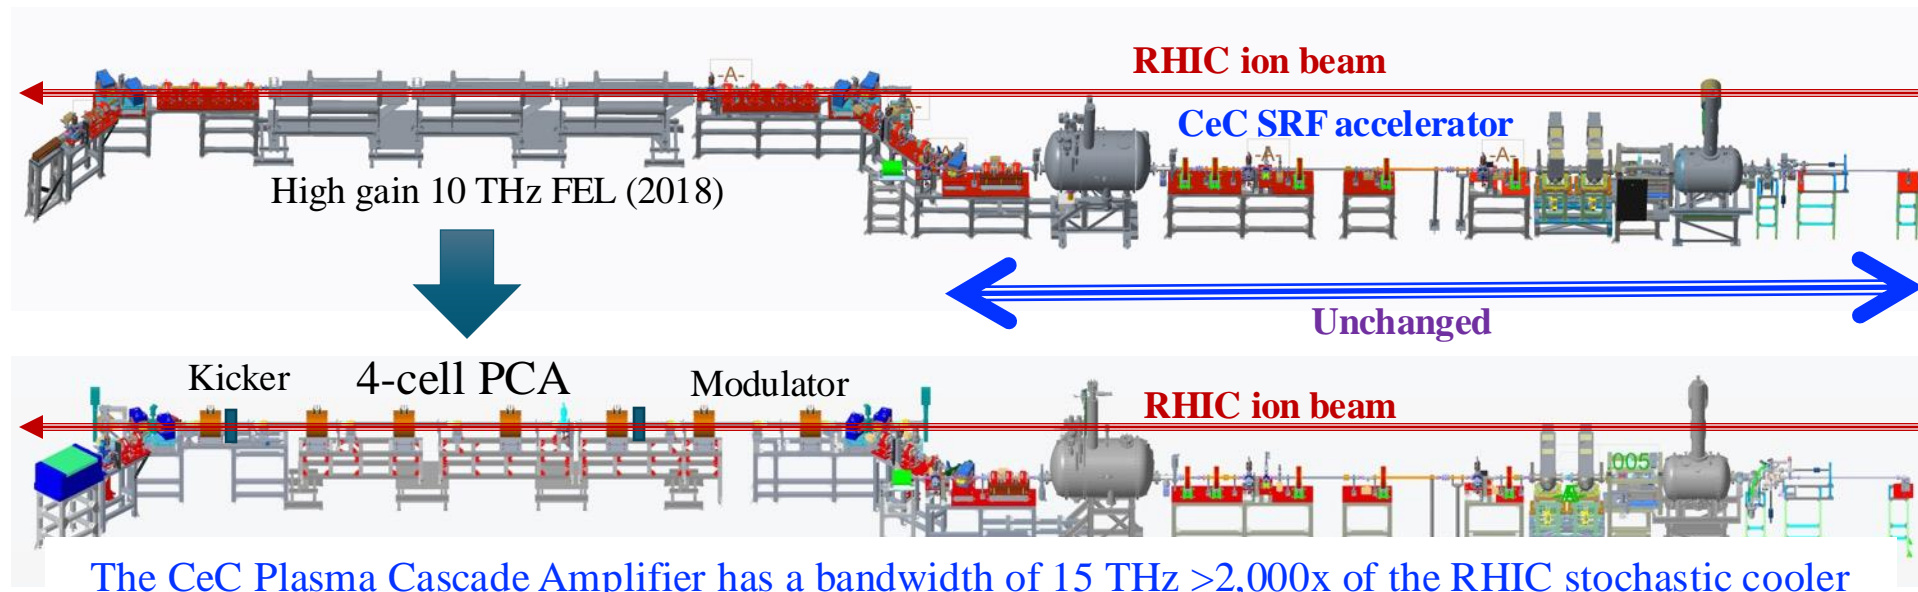 RHIC ion beam
-A-
CeC SRF accelerator
-A-
-A-
High gain 10 THz FEL (2018)
Unchanged
Kicker
4-cell PCA
Modulator
RHIC ion beam
005
The CeC Plasma Cascade Amplifier has a bandwidth of 15 THz >2,000x of the RHIC stochastic cooler